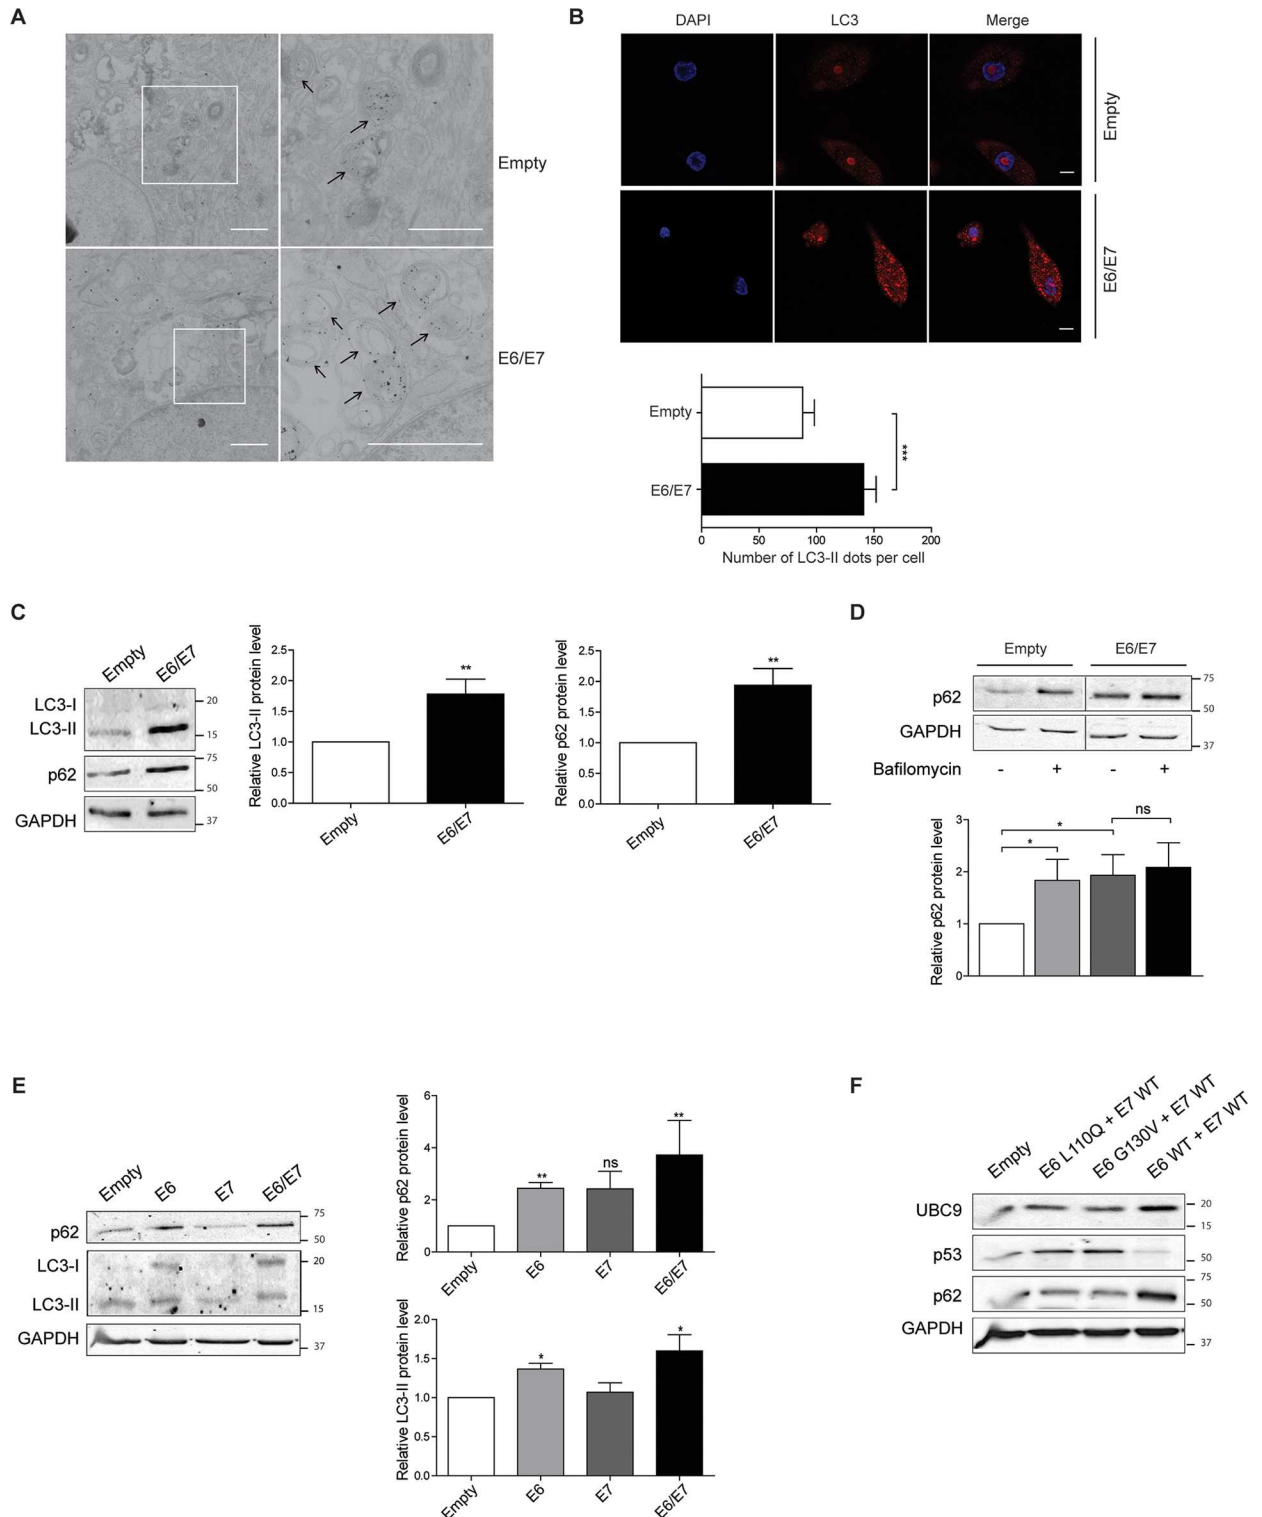 A
Empty
E6/E7
B
DAPI LC3 Merge
Empty
E6/E7
Empty
***
E6/E7
0 50 100 150 200
Number of LC3-II dots per cell
C
Empty E6/E7
LC3-I
LC3-II
p62
GAPDH
20
15
75
50
37
Relative LC3-II protein level
2.5
2.0
1.5
1.0
0.5
0.0
**
Empty E6/E7
Relative p62 protein level
2.5
2.0
1.5
1.0
0.5
0.0
**
Empty E6/E7
D
Empty E6/E7
p62
GAPDH
75
50
37
Bafilomycin - + - +
Relative p62 protein level
3
2
1
0
*
*
ns
E
Empty E6 E7 E6/E7
p62
LC3-I
LC3-II
GAPDH
75
50
20
15
37
Relative p62 protein level
6
4
2
0
** ns **
Empty E6 E7 E6/E7
Relative LC3-II protein level
2.0
1.5
1.0
0.5
0.0
* *
Empty E6 E7 E6/E7
F
Empty E6 L110Q + E7 WT E6 G130V + E7 WT E6 WT + E7 WT
UBC9
p53
p62
GAPDH
20
15
50
75
50
37